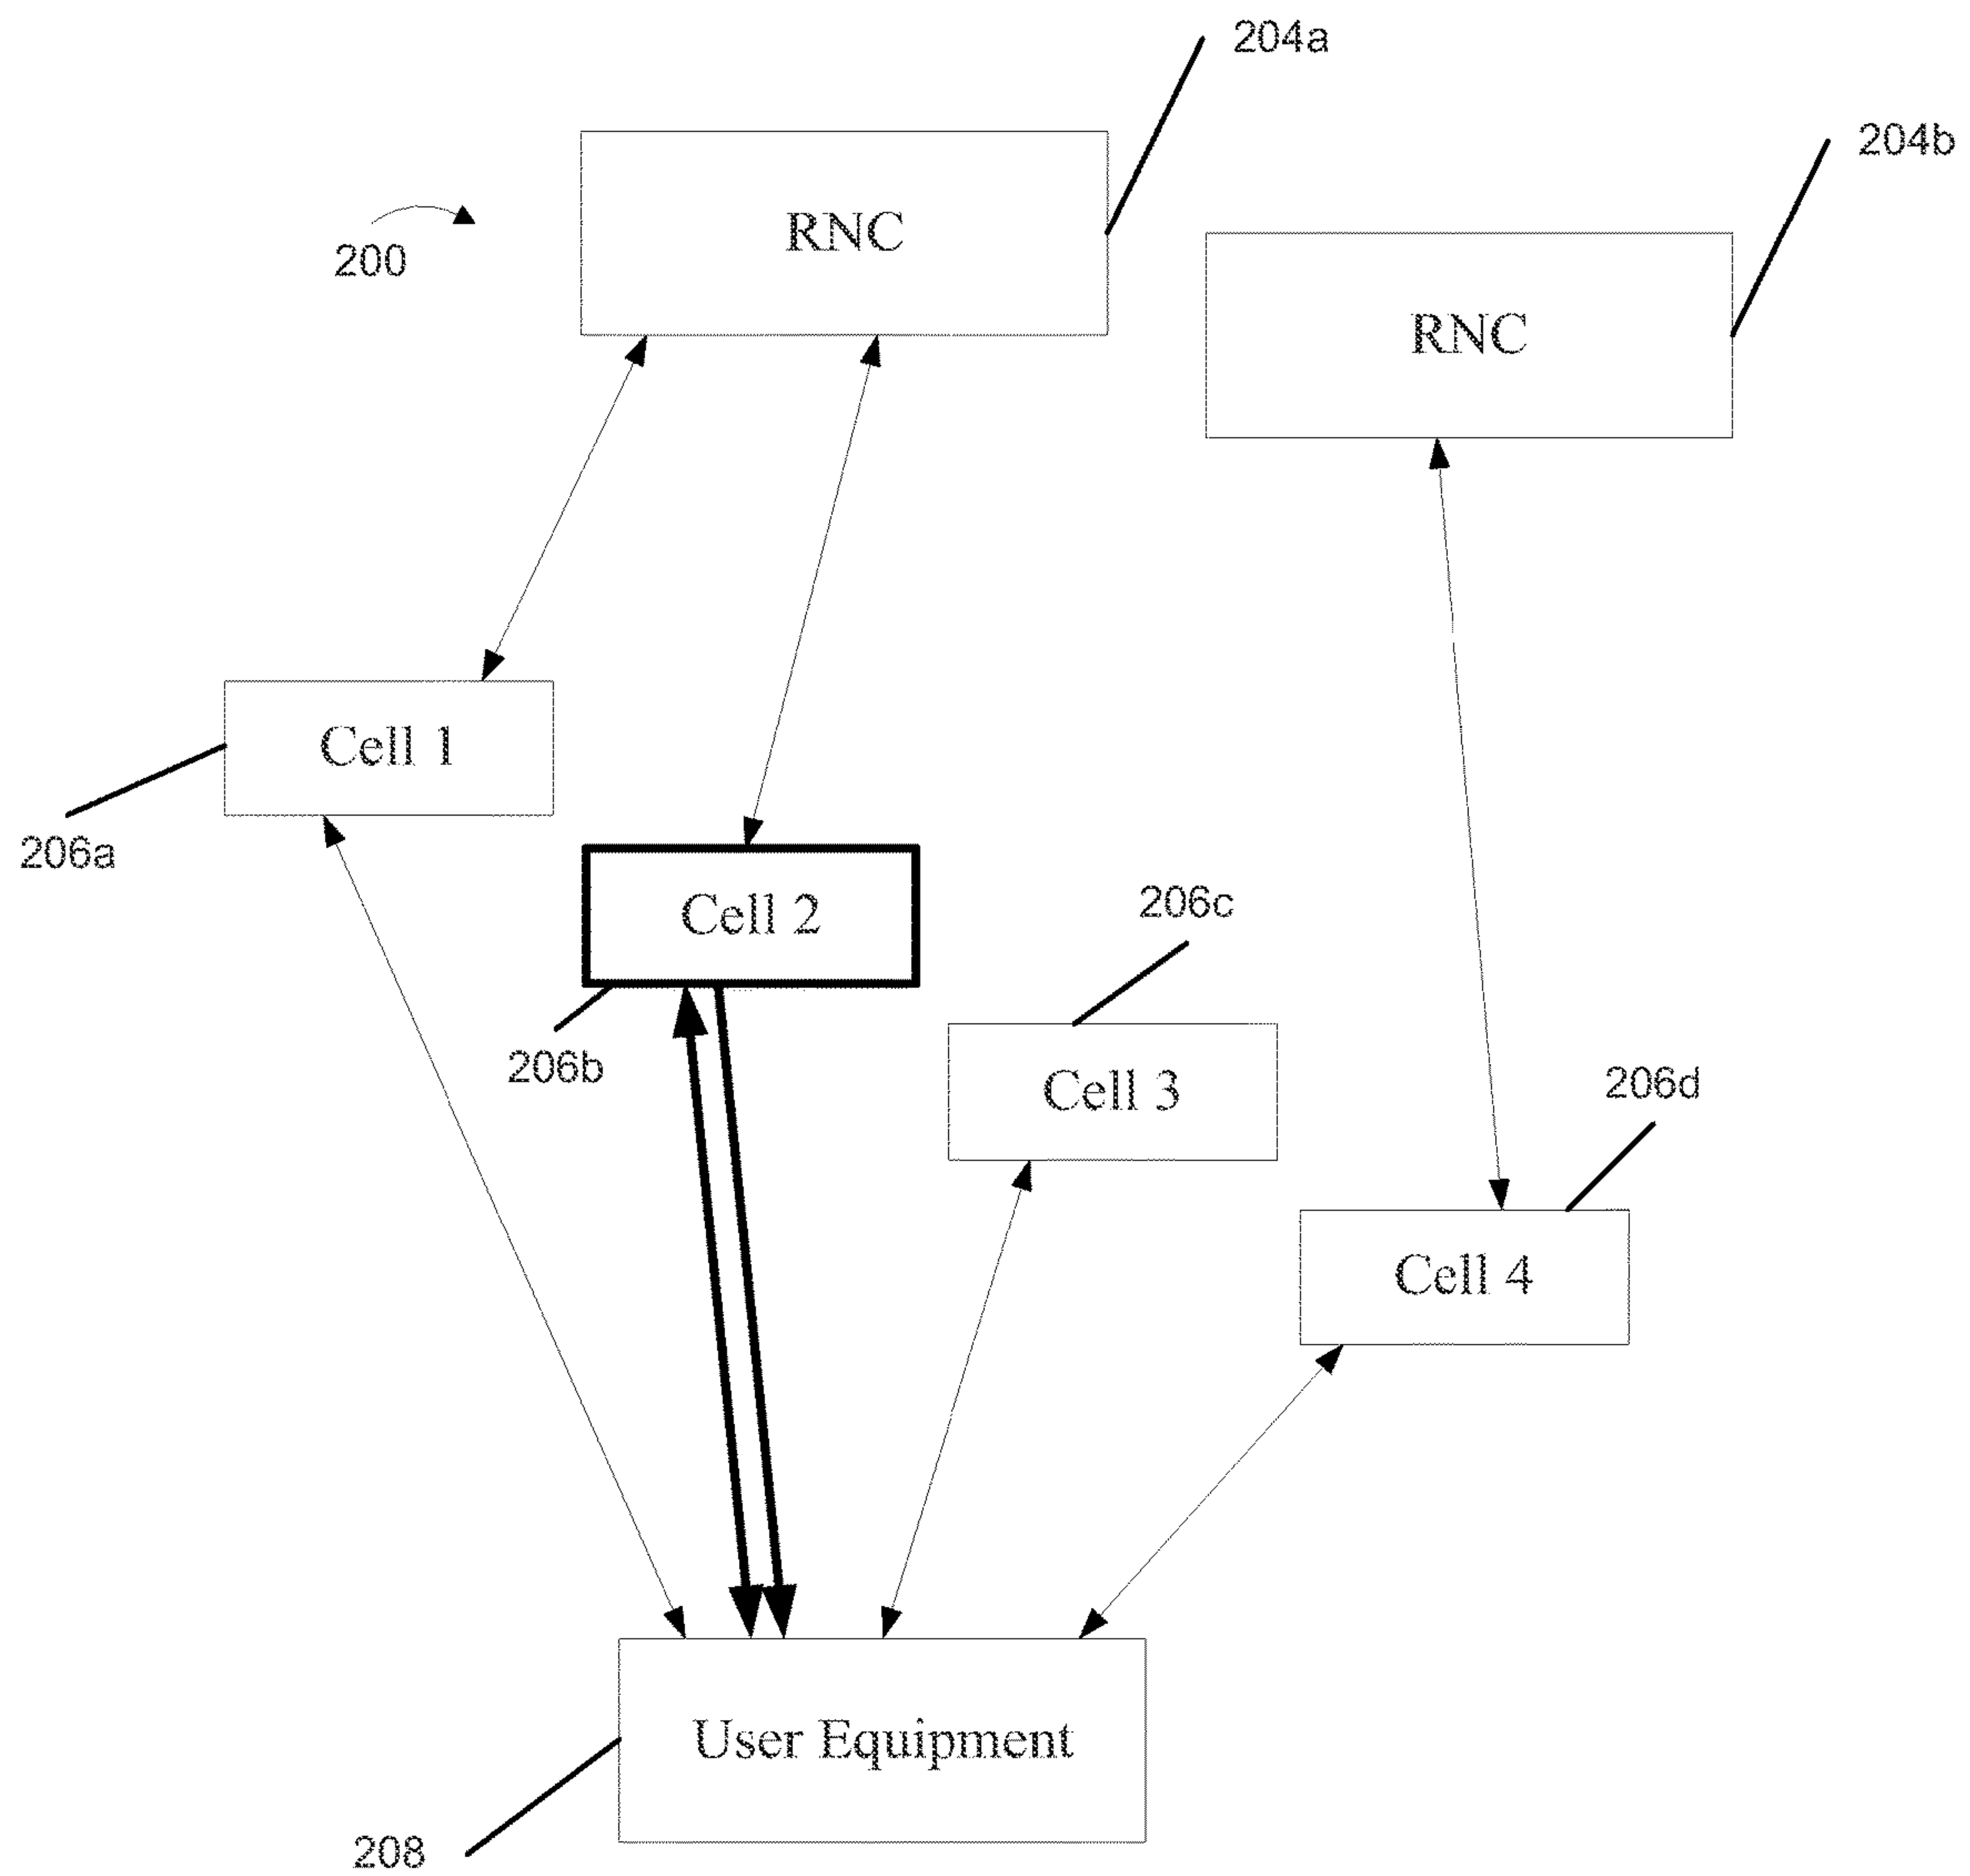 204a
204b
RNC
200
RNC
Cell 1
206a
Cell 2
206c
206b
Cell 3
206d
Cell 4
User Equipment
208